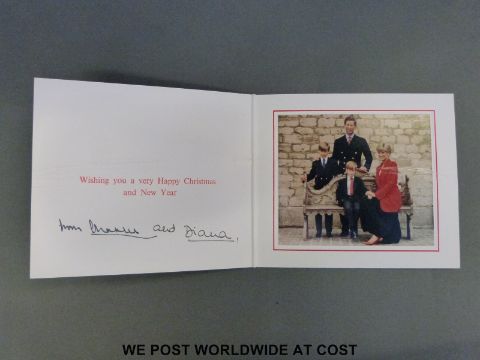 Wishing you a very Happy Christmas
and New Year
from Charles and Diana.
WE POST WORLDWIDE AT COST